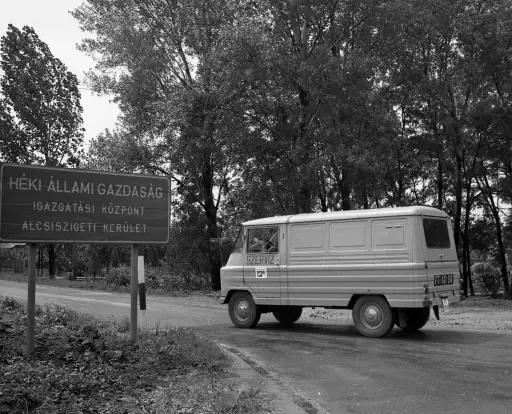 HÉKI ÁLLAMI GAZDASÁG
IGAZGATÁSI KÖZPONT
ALCSISZIGETI KERÜLET
SZERVIZ